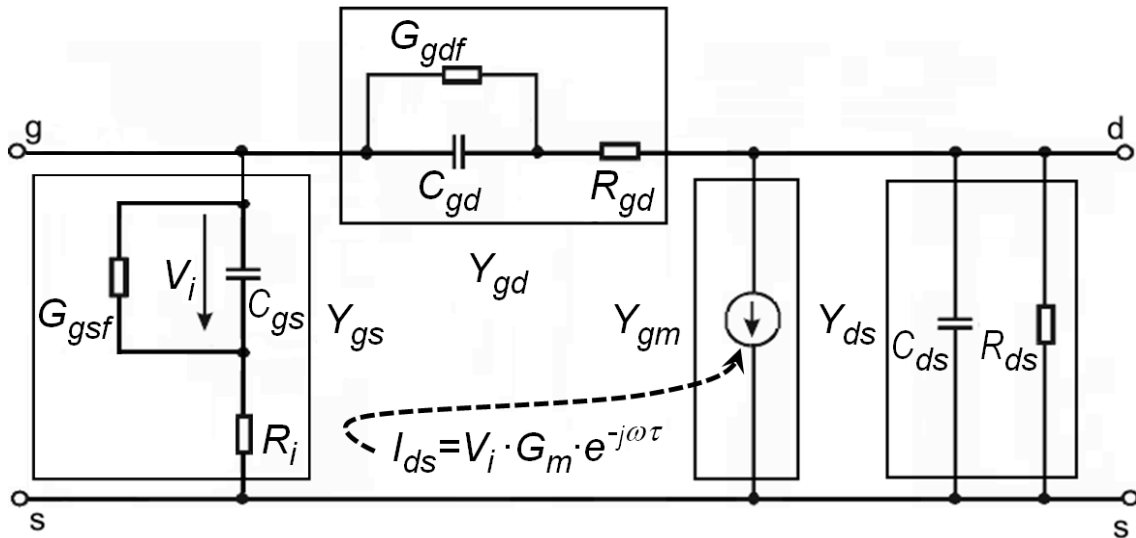 G_gdf
g
d
C_gd
R_gd
V_i
C_gs
G_gsf
Y_gd
Y_gs
Y_gm
Y_ds
C_ds
R_ds
R_i
I_ds=V_i·G_m·e^-jωτ
s
s